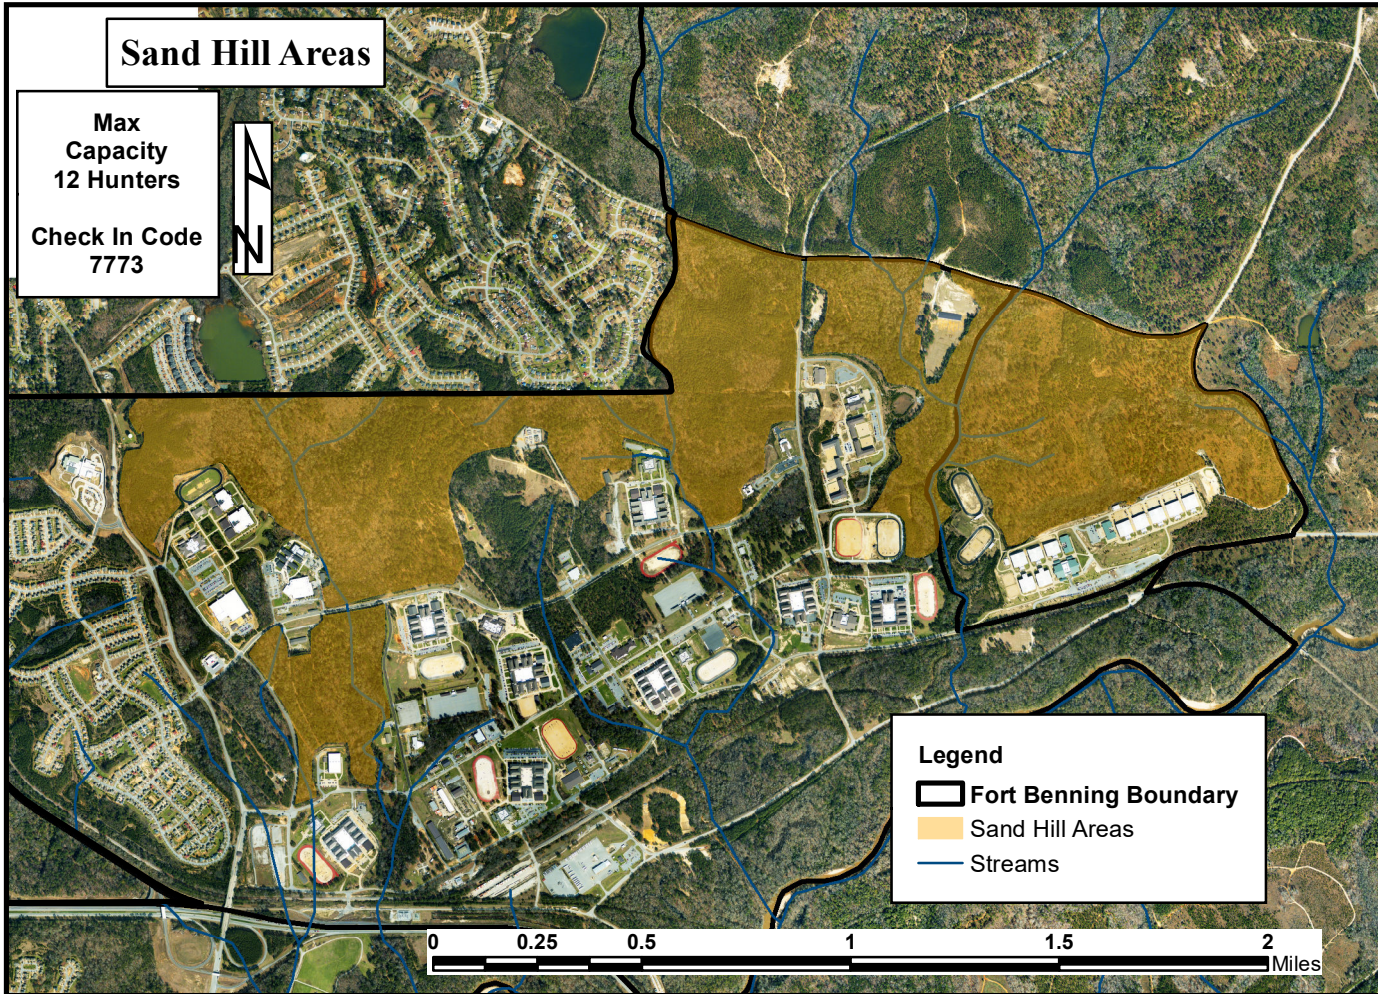 Sand Hill Areas
Max
Capacity
12 Hunters
Check In Code
7773
N
Legend
Fort Benning Boundary
Sand Hill Areas
Streams
0 0.25 0.5 1 1.5 2
Miles